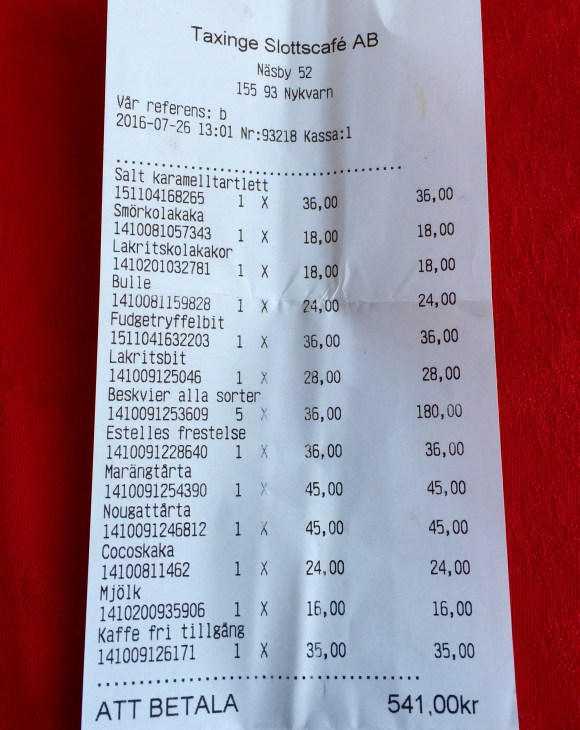 Taxinge Slottscafé AB
Näsby 52
155 93 Nykvarn
Vår referens: b
2016-07-26 13:01 Nr:93218 Kassa:1
Salt karamelltartlett
151104168265 1 X 36,00 36,00
Smörkolakaka
1410081057343 1 X 18,00 18,00
Lakritskolakakor
1410201032781 1 X 18,00 18,00
Bulle
1410081159828 1 X 24,00 24,00
Fudgetryffelbit
1511041632203 1 X 36,00 36,00
Lakritsbit
141009125046 1 X 28,00 28,00
Beskvier alla sorter
1410091253609 5 X 36,00 180,00
Estelles frestelse
1410091228640 1 X 36,00 36,00
Marängtårta
1410091254390 1 X 45,00 45,00
Nougattårta
1410091246812 1 X 45,00 45,00
Cocoskaka
14100811462 1 X 24,00 24,00
Mjölk
1410200935906 1 X 16,00 16,00
Kaffe fri tillgång
141009126171 1 X 35,00 35,00
ATT BETALA 541,00kr